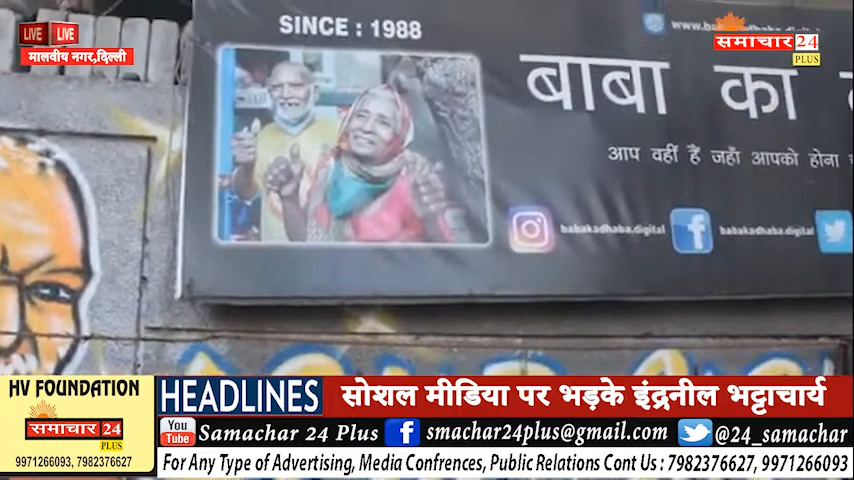 LIVE LIVE
मालवीय नगर,दिल्ली
SINCE : 1988
समाचार 24
PLUS
बाबा का
आप वहीं हैं जहाँ आपको होना
babakadhaba.digital
babakadhaba.digital
HV FOUNDATION
समाचार 24
PLUS
9971266093, 7982376627
HEADLINES
सोशल मीडिया पर भड़के इंद्रनील भट्टाचार्य
You Tube Samachar 24 Plus smachar24plus@gmail.com @24_samachar
For Any Type of Advertising, Media Confrences, Public Relations Cont Us : 7982376627, 9971266093